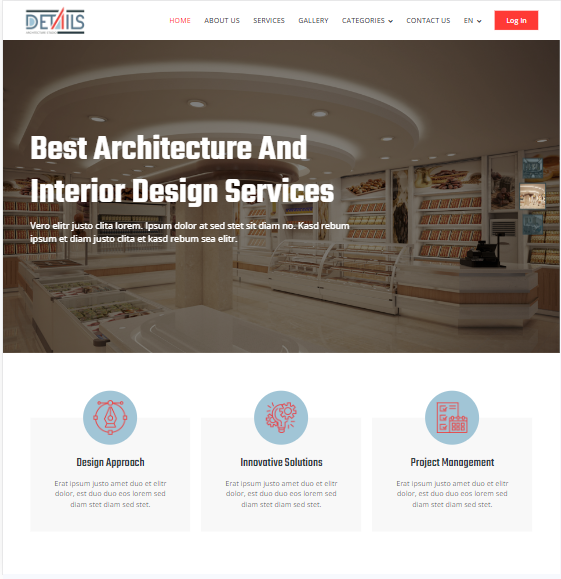 DETAILS
HOME ABOUT US SERVICES GALLERY CATEGORIES CONTACT US EN Log In
Best Architecture And
Interior Design Services
Vero elitr justo clita lorem. Ipsum dolor at sed stet sit diam no. Kasd rebum
ipsum et diam justo clita et kasd rebum sea elitr.
Design Approach
Erat ipsum justo amet duo et elitr
dolor, est duo duo eos lorem sed
diam stet diam sed stet.
Innovative Solutions
Erat ipsum justo amet duo et elitr
dolor, est duo duo eos lorem sed
diam stet diam sed stet.
Project Management
Erat ipsum justo amet duo et elitr
dolor, est duo duo eos lorem sed
diam stet diam sed stet.